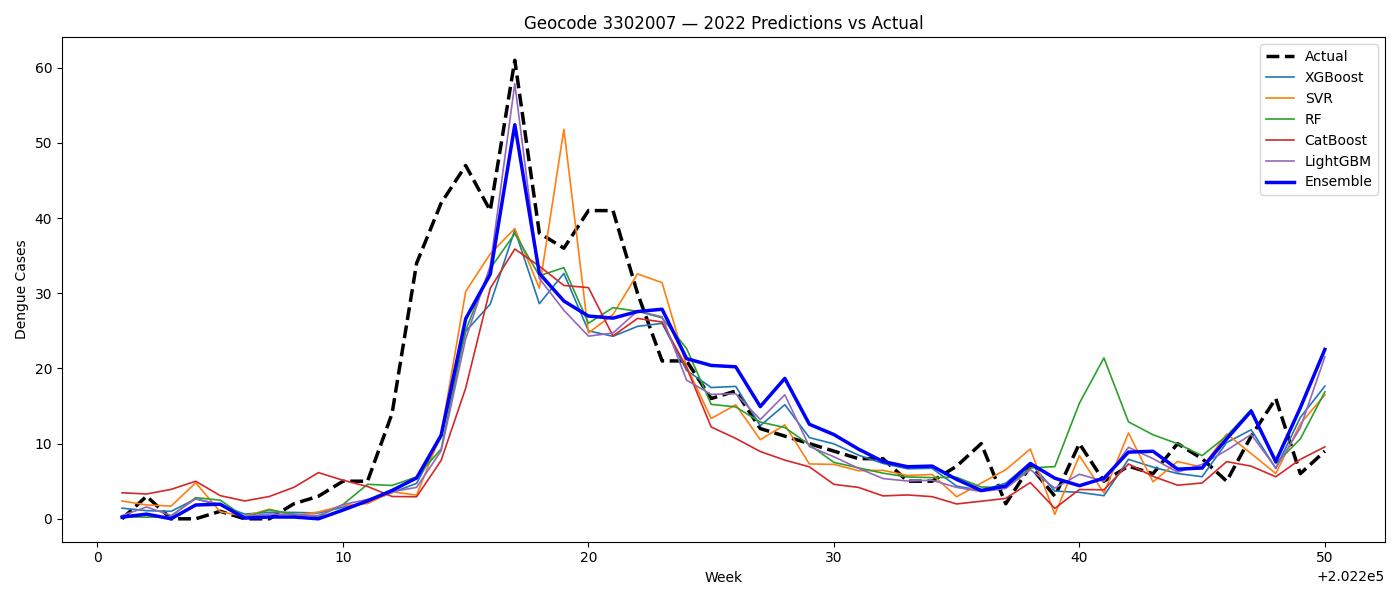 Geocode 3302007 — 2022 Predictions vs Actual
Dengue Cases
60
50
40
30
20
10
0
Actual
XGBoost
SVR
RF
CatBoost
LightGBM
Ensemble
0 10 20 30 40 50
+2.022e5
Week